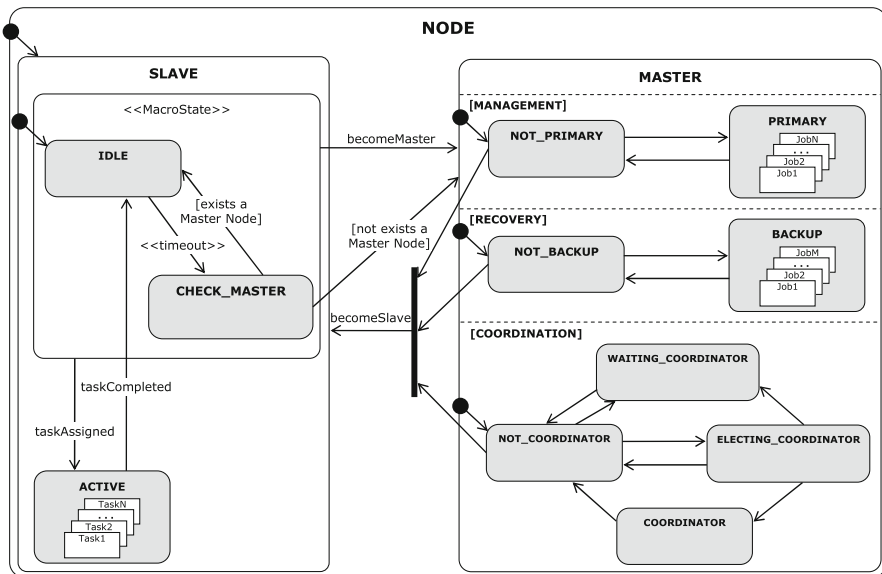 NODE
SLAVE
<<MacroState>>
IDLE
[exists a
Master Node]
<<timeout>>
CHECK_MASTER
taskCompleted
taskAssigned
ACTIVE
TaskN
...
Task2
Task1
becomeMaster
[not exists a
Master Node]
becomeSlave
MASTER
[MANAGEMENT]
NOT_PRIMARY
PRIMARY
JobN
...
Job2
Job1
[RECOVERY]
NOT_BACKUP
BACKUP
JobM
...
Job2
Job1
[COORDINATION]
WAITING_COORDINATOR
NOT_COORDINATOR
ELECTING_COORDINATOR
COORDINATOR